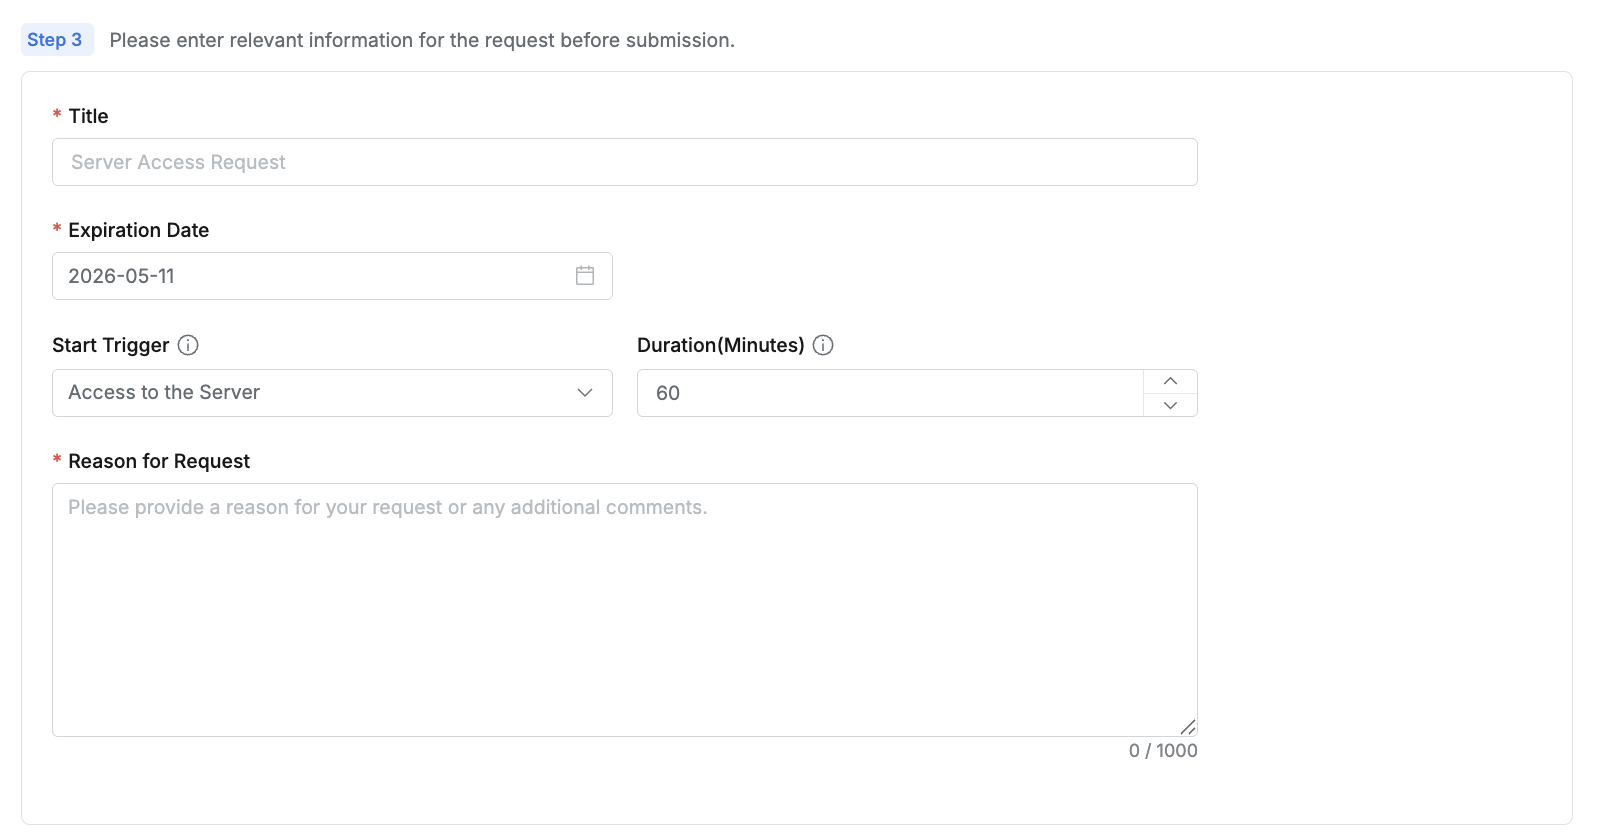 Step 3 Please enter relevant information for the request before submission.
* Title
Server Access Request
* Expiration Date
2026-05-11
Start Trigger
Duration(Minutes)
Access to the Server
60
* Reason for Request
Please provide a reason for your request or any additional comments.
0 / 1000